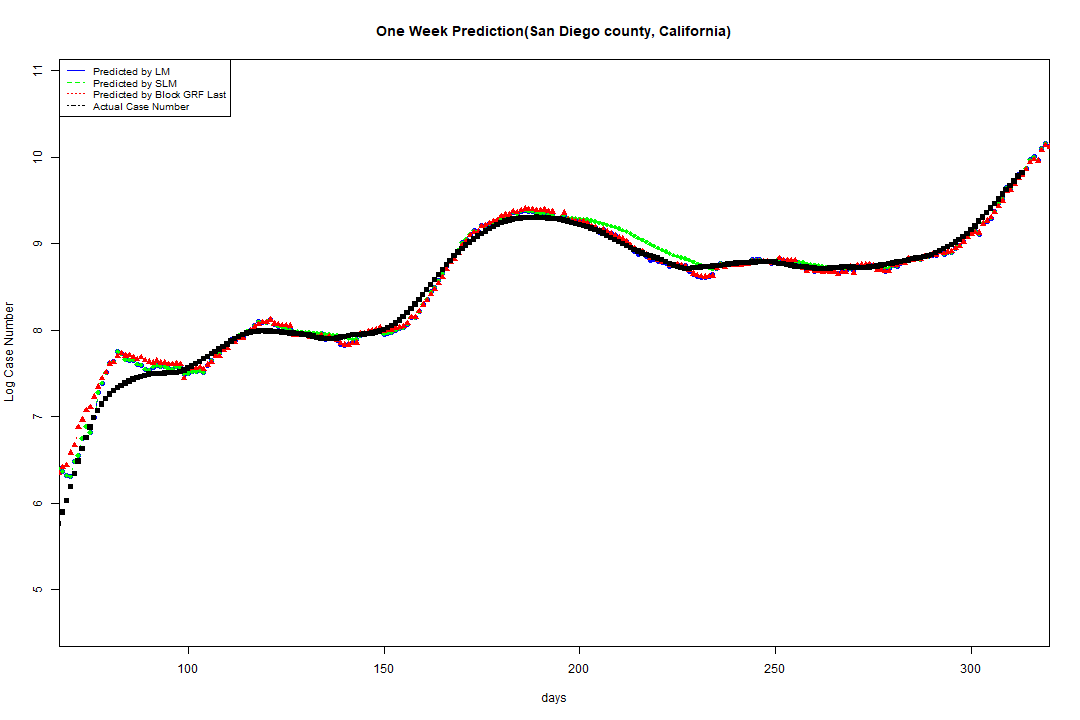 One Week Prediction(San Diego county, California)
Predicted by LM
Predicted by SLM
Predicted by Block GRF Last
Actual Case Number
11
10
9
8
7
6
5
Log Case Number
100 150 200 250 300
days